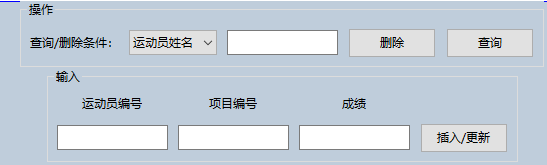 操作
查询/删除条件： 运动员姓名 删除 查询
输入
运动员编号 项目编号 成绩
插入/更新